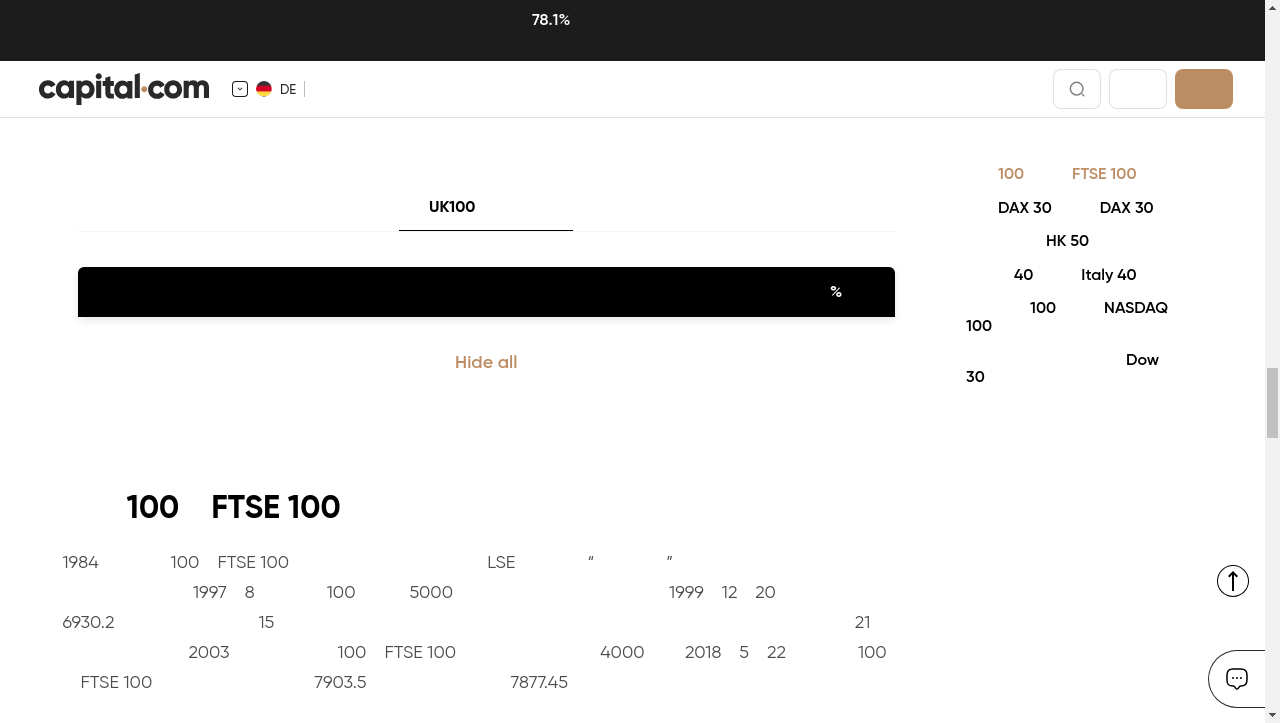 78.1%
capital.com
DE
UK100
%
Hide all
100 FTSE 100
DAX 30 DAX 30
HK 50
40 Italy 40
100 NASDAQ
100
Dow
30
100 FTSE 100
1984 100 FTSE 100 LSE “ ”
1997 8 100 5000 1999 12 20
6930.2 15 21
2003 100 FTSE 100 4000 2018 5 22 100
FTSE 100 7903.5 7877.45